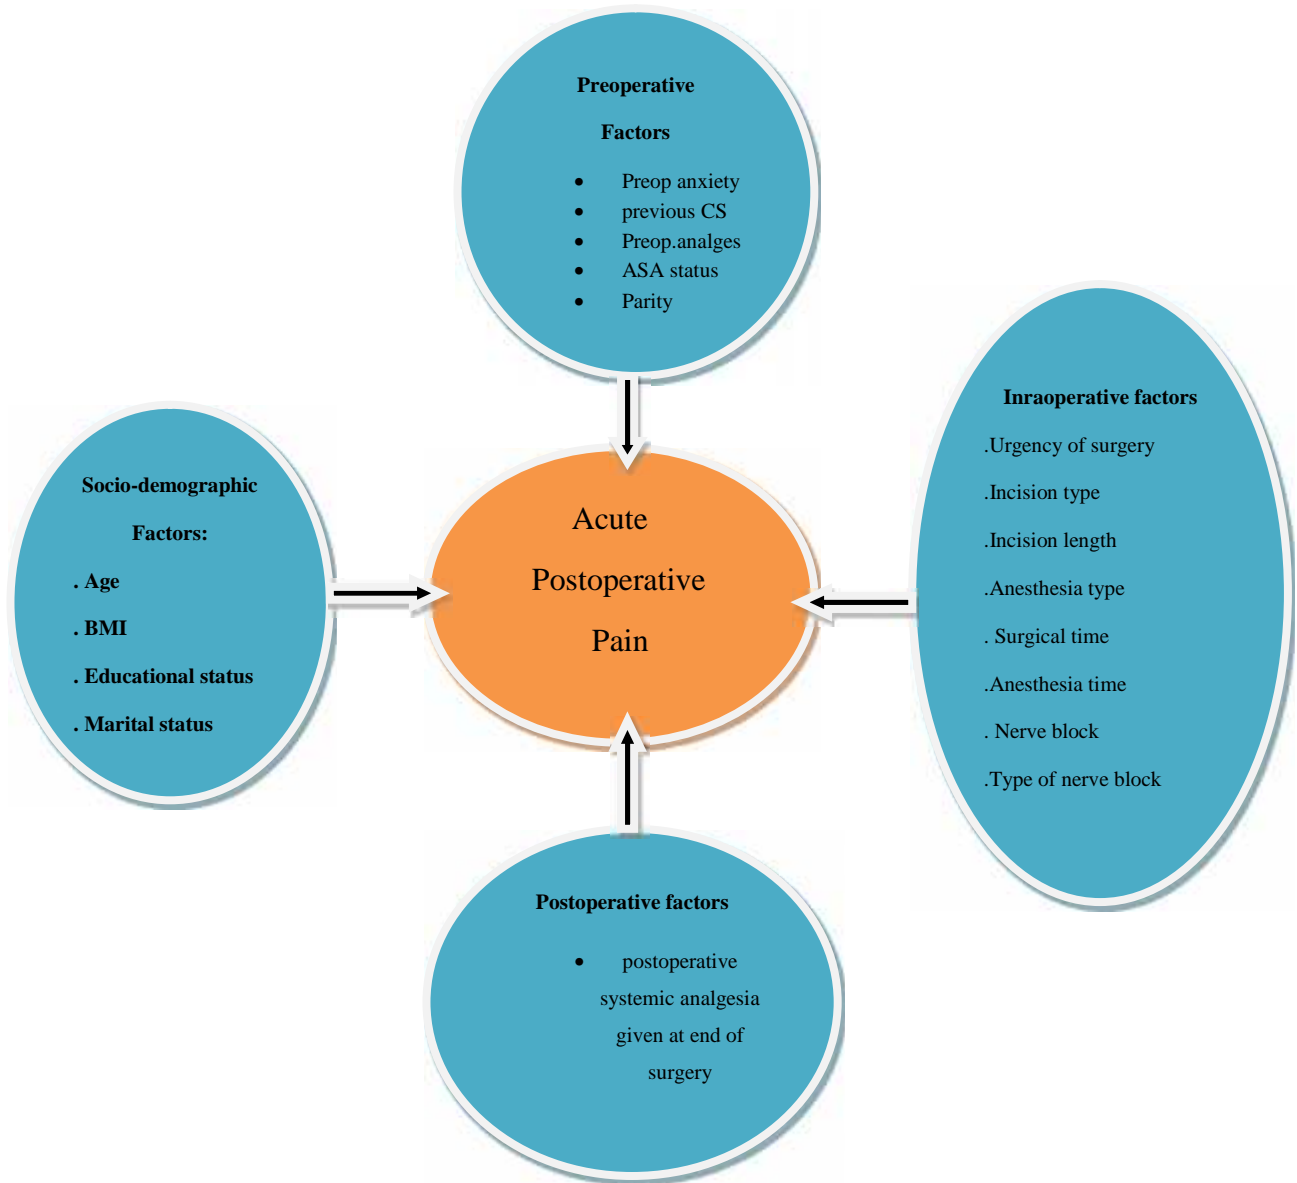 Preoperative
Factors
• Preop anxiety
• previous CS
• Preop.analges
• ASA status
• Parity
Socio-demographic
Factors:
. Age
. BMI
. Educational status
. Marital status
Acute
Postoperative
Pain
Inraoperative factors
.Urgency of surgery
.Incision type
.Incision length
.Anesthesia type
. Surgical time
.Anesthesia time
. Nerve block
.Type of nerve block
Postoperative factors
• postoperative
systemic analgesia
given at end of
surgery